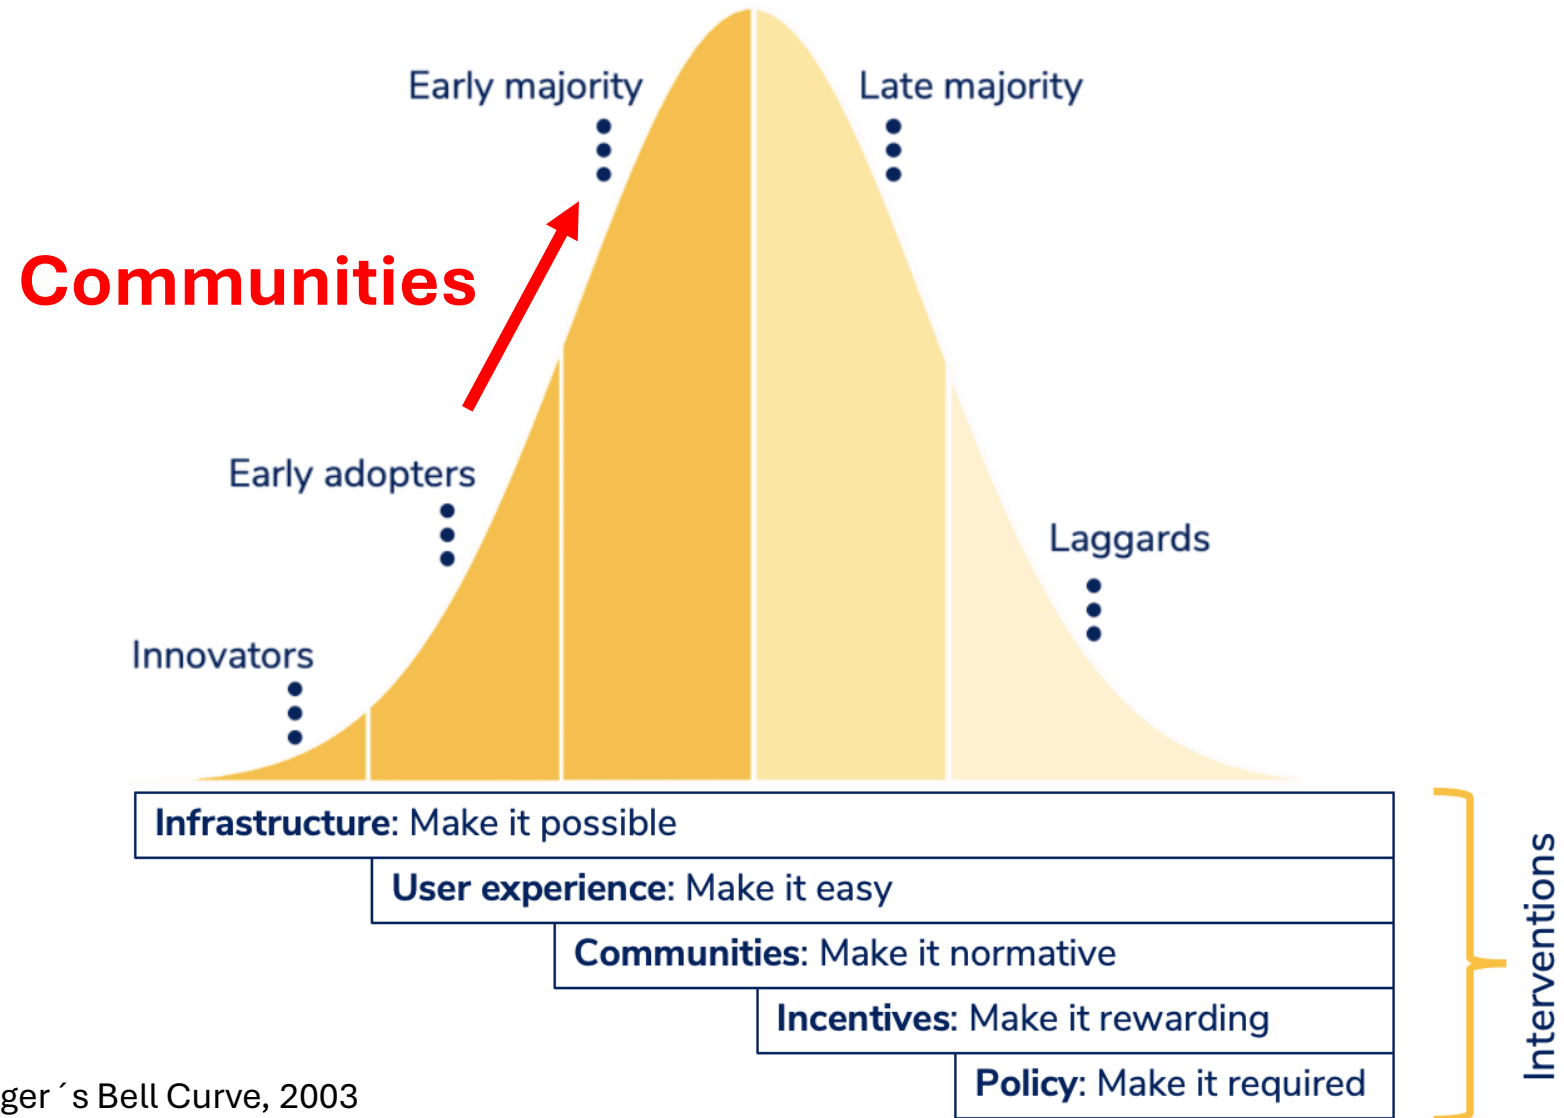 Early majority
Late majority
Communities
Early adopters
Laggards
Innovators
Infrastructure: Make it possible
User experience: Make it easy
Communities: Make it normative
Incentives: Make it rewarding
Policy: Make it required
Interventions
ger´s Bell Curve, 2003